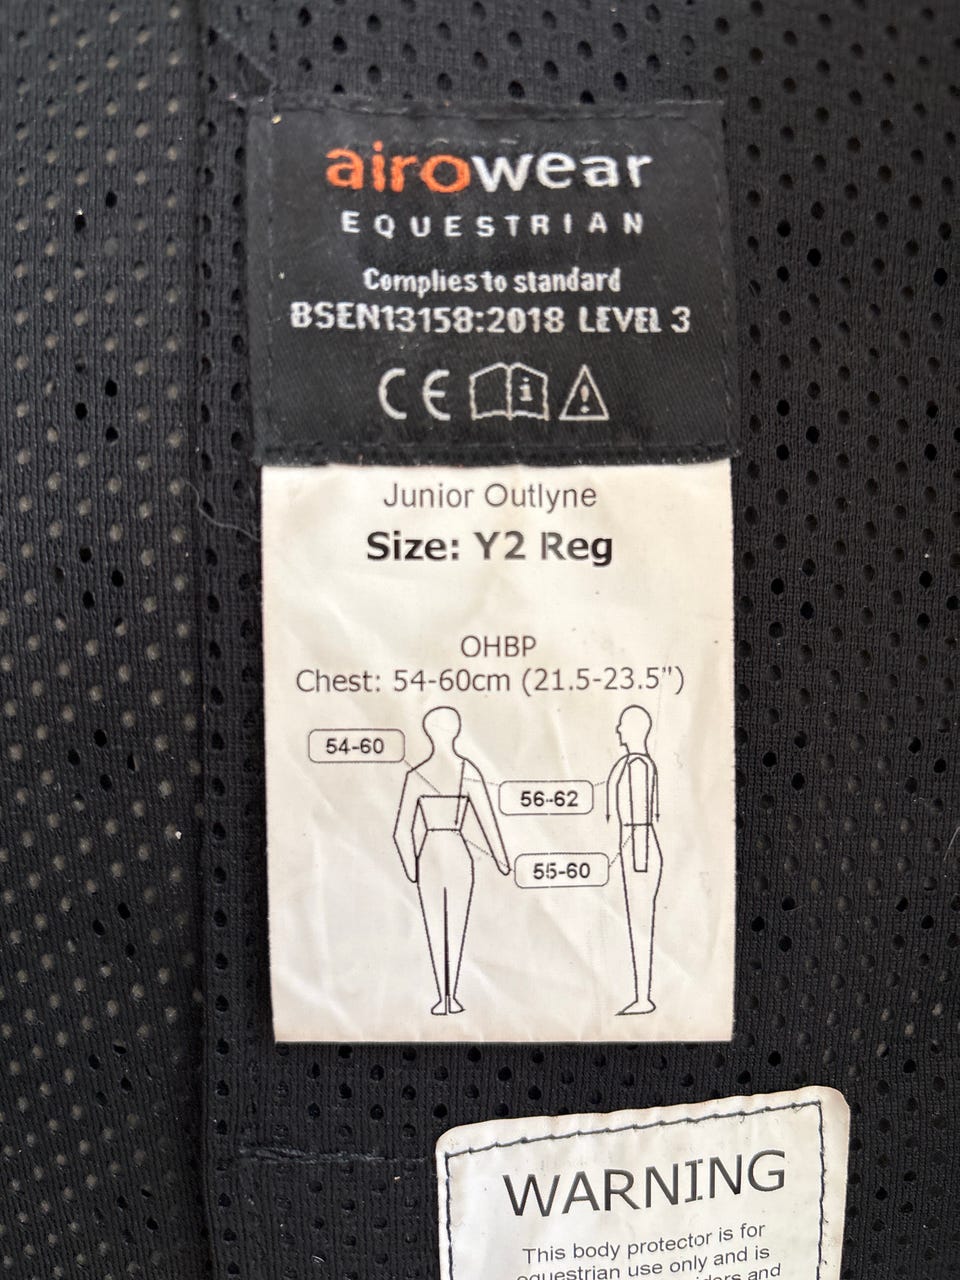 airowear
EQUESTRIAN
Complies to standard
BSEN13158:2018 LEVEL 3
CE
Junior Outlyne
Size: Y2 Reg
OHBP
Chest: 54-60cm (21.5-23.5")
54-60
56-62
55-60
WARNING
This body protector is for
equestrian use only and is
and